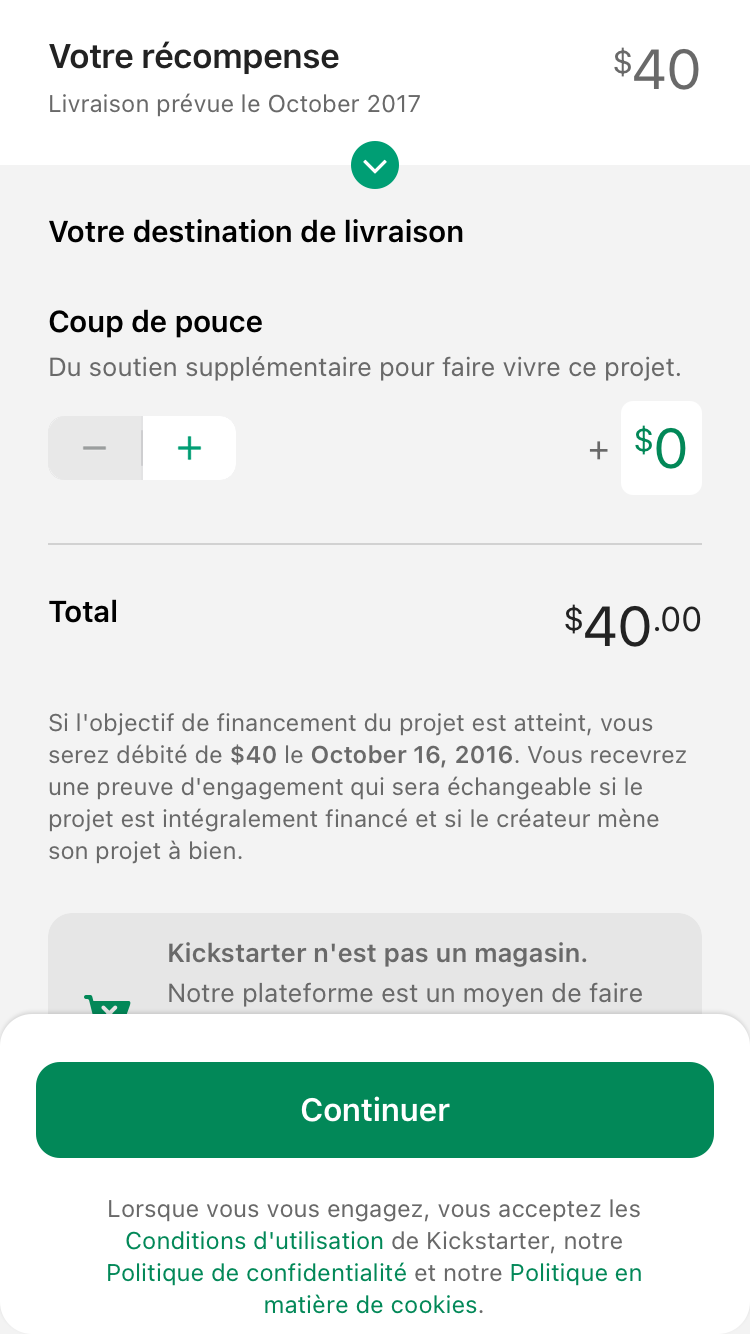 Votre récompense
$40
Livraison prévue le October 2017
Votre destination de livraison
Coup de pouce
Du soutien supplémentaire pour faire vivre ce projet.
− +
+ $0
Total
$40.00
Si l'objectif de financement du projet est atteint, vous
serez débité de $40 le October 16, 2016. Vous recevrez
une preuve d'engagement qui sera échangeable si le
projet est intégralement financé et si le créateur mène
son projet à bien.
Kickstarter n'est pas un magasin.
Notre plateforme est un moyen de faire
Continuer
Lorsque vous vous engagez, vous acceptez les
Conditions d'utilisation de Kickstarter, notre
Politique de confidentialité et notre Politique en
matière de cookies.